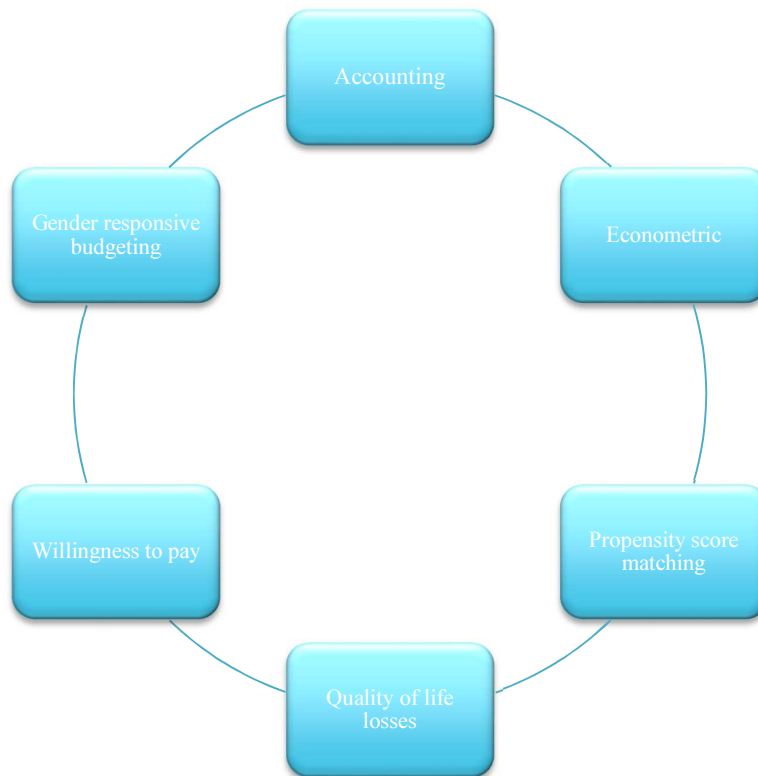 Accounting
Econometric
Propensity score
matching
Quality of life
losses
Willingness to pay
Gender responsive
budgeting